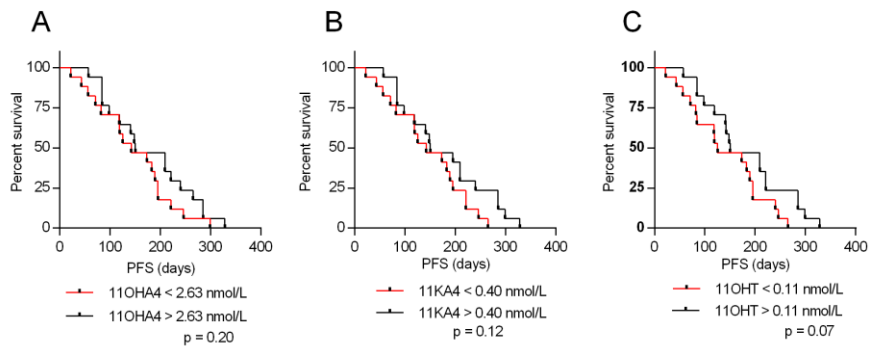 A
B
C
100
75
50
25
0
Percent survival
0
100
200
300
400
PFS (days)
11OHA4 < 2.63 nmol/L
11OHA4 > 2.63 nmol/L
p = 0.20
100
75
50
25
0
Percent survival
0
100
200
300
400
PFS (days)
11KA4 < 0.40 nmol/L
11KA4 > 0.40 nmol/L
p = 0.12
100
75
50
25
0
Percent survival
0
100
200
300
400
PFS (days)
11OHT < 0.11 nmol/L
11OHT > 0.11 nmol/L
p = 0.07